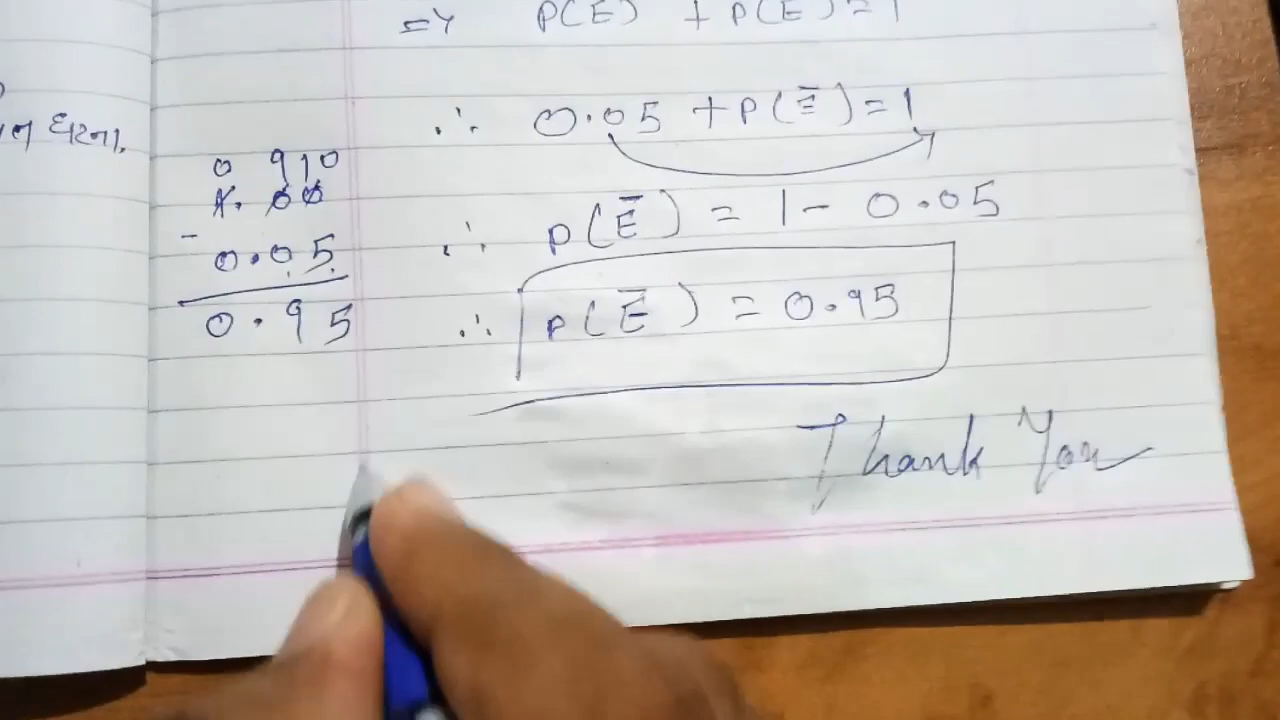 => P(E) + P(E) = 1
∴ 0.05 + P(Ē) = 1
∴ P(Ē) = 1 - 0.05
∴ P(Ē) = 0.95
Thank You
0 9 10
1.00
- 0.05
0.95